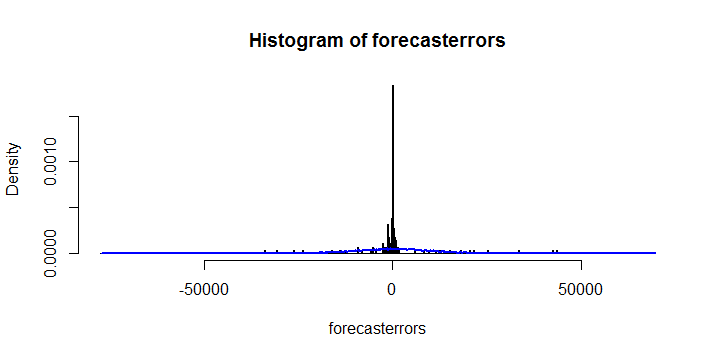 Histogram of forecasterrors
Density
0.0010
0.0000
-50000 0 50000
forecasterrors